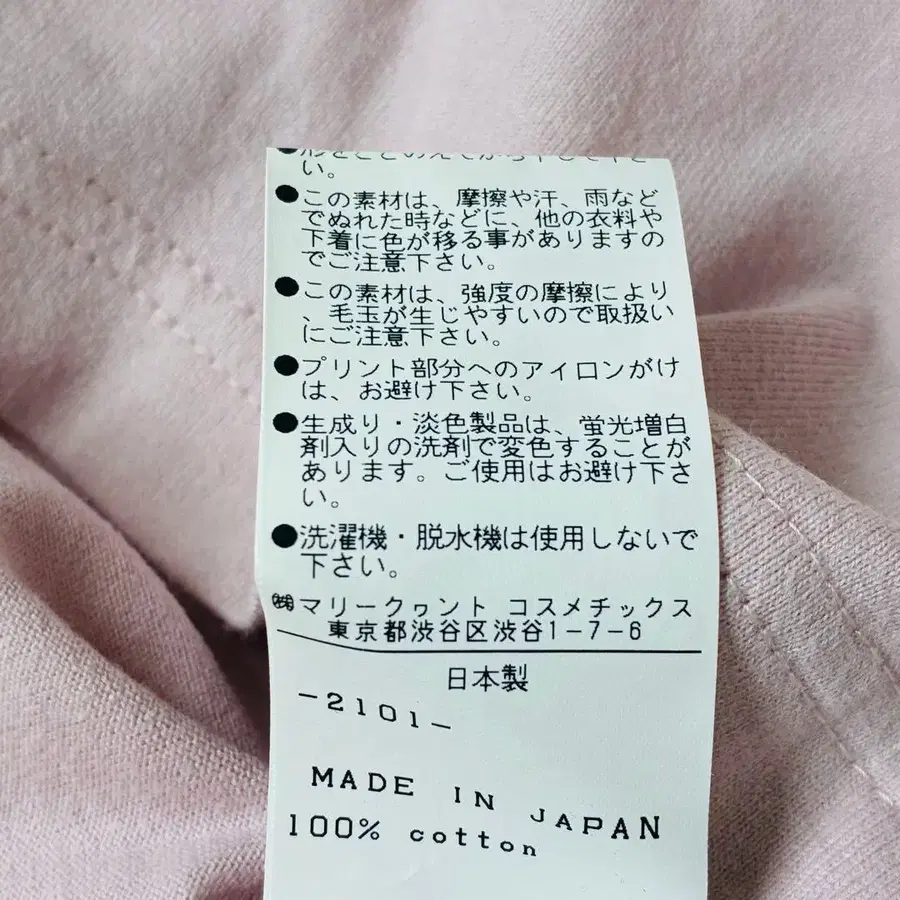 い。
●この素材は、摩擦や汗、雨など
でぬれた時などに、他の衣料や
下着に色が移る事がありますの
でご注意下さい。
●この素材は、強度の摩擦により
、毛玉が生じやすいので取扱い
にご注意下さい。
●プリント部分へのアイロンがけ
は、お避け下さい。
●生成り・淡色製品は、蛍光増白
剤入りの洗剤で変色することが
あります。ご使用はお避け下さ
い。
●洗濯機・脱水機は使用しないで
下さい。
㈱マリークヮント コスメチックス
東京都渋谷区渋谷1-7-6
日本製
-2101-
MADE IN JAPAN
100% cotton